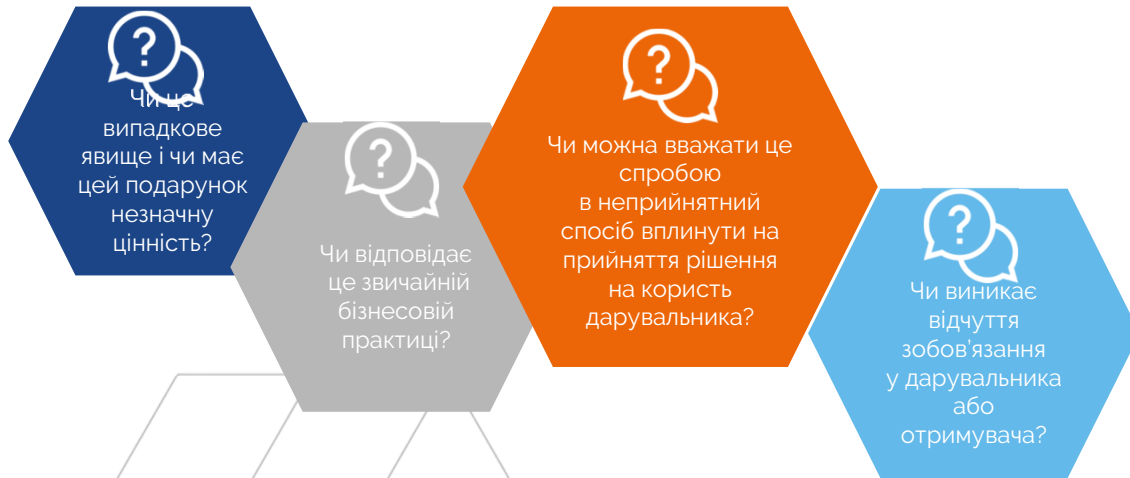 Чи це
випадкове
явище і чи має
цей подарунок
незначну
цінність?
Чи відповідає
це звичайній
бізнесовій
практиці?
Чи можна вважати це
спробою
в неприйнятний
спосіб вплинути на
прийняття рішення
на користь
дарувальника?
Чи виникає
відчуття
зобов’язання
у дарувальника
або
отримувача?